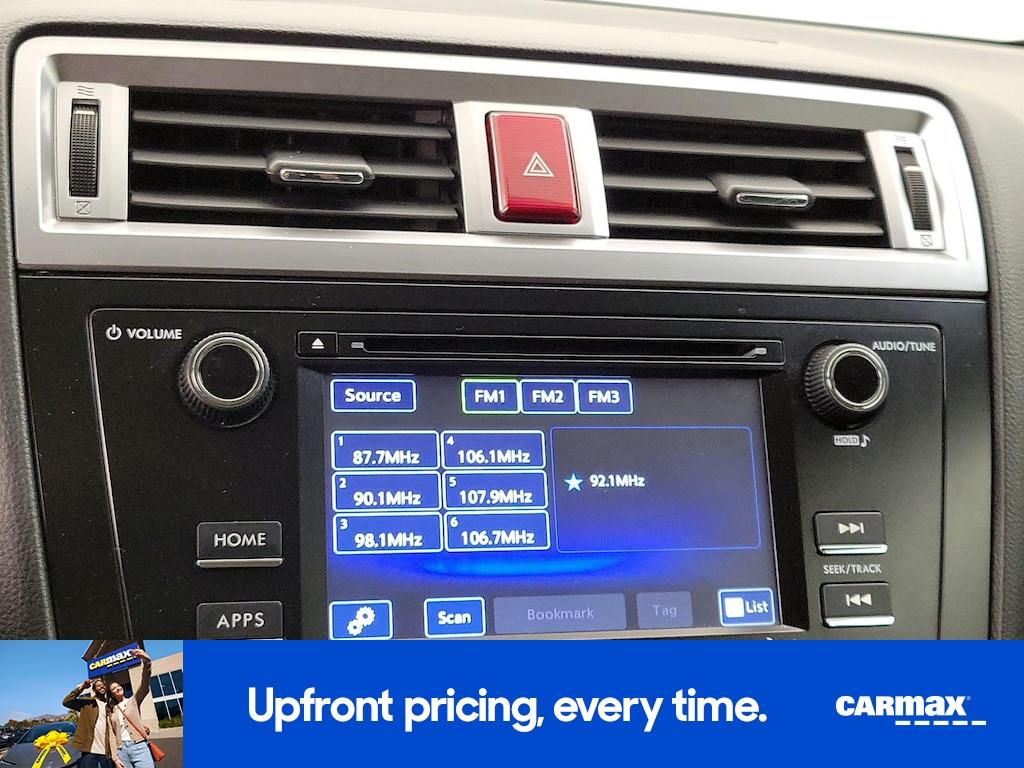 VOLUME
AUDIO/TUNE
Source FM1 FM2 FM3
HOLD
1 87.7MHz 4 106.1MHz
92.1MHz
2 90.1MHz 5 107.9MHz
3 98.1MHz 6 106.7MHz
HOME
SEEK/TRACK
APPS
Scan Bookmark Tag List
CARMAX
Upfront pricing, every time.
CARMAX